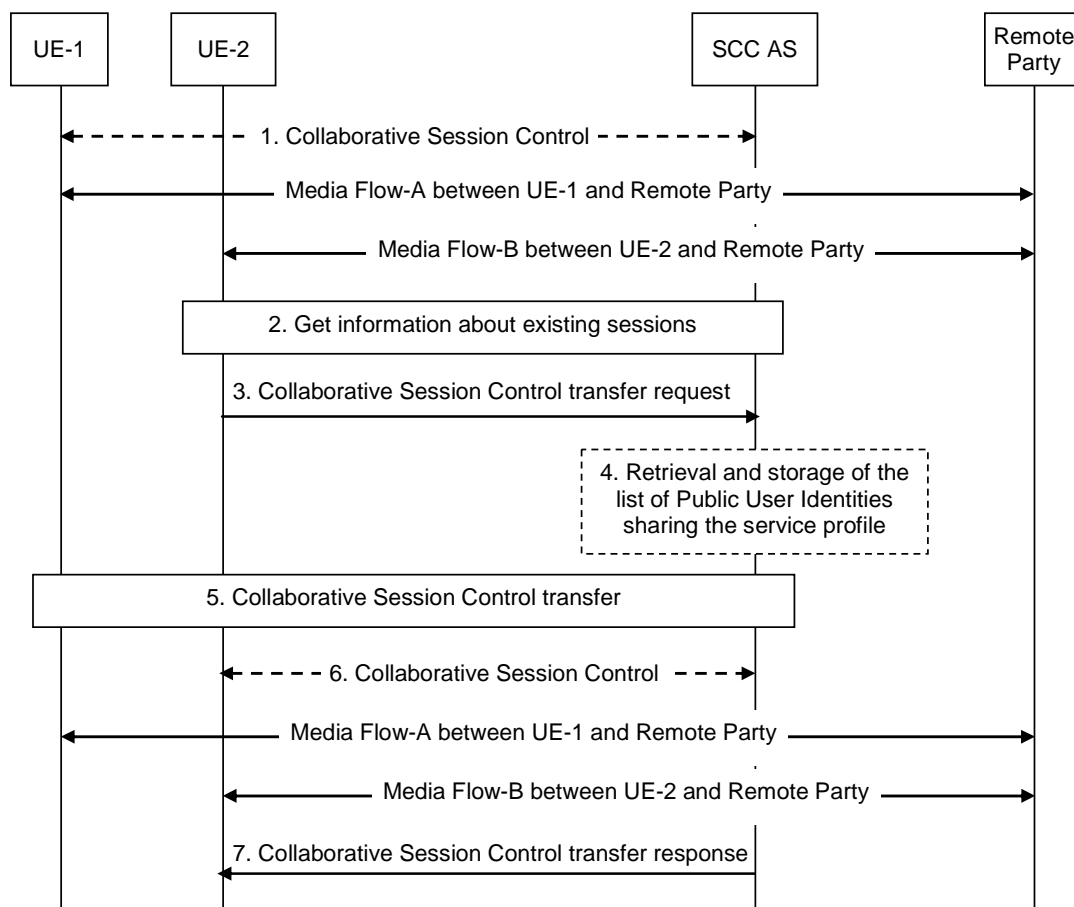 UE-1
UE-2
SCC AS
Remote
Party
1. Collaborative Session Control
Media Flow-A between UE-1 and Remote Party
Media Flow-B between UE-2 and Remote Party
2. Get information about existing sessions
3. Collaborative Session Control transfer request
4. Retrieval and storage of the
list of Public User Identities
sharing the service profile
5. Collaborative Session Control transfer
6. Collaborative Session Control
Media Flow-A between UE-1 and Remote Party
Media Flow-B between UE-2 and Remote Party
7. Collaborative Session Control transfer response